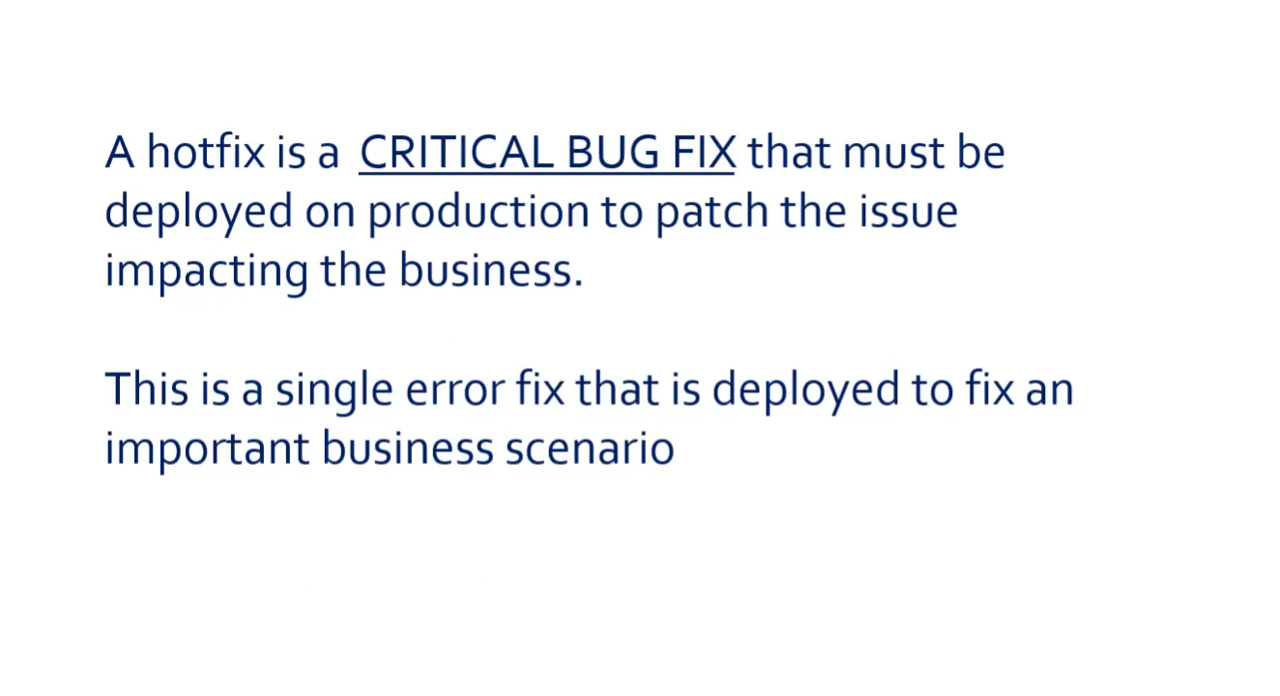 A hotfix is a CRITICAL BUG FIX that must be
deployed on production to patch the issue
impacting the business.
This is a single error fix that is deployed to fix an
important business scenario